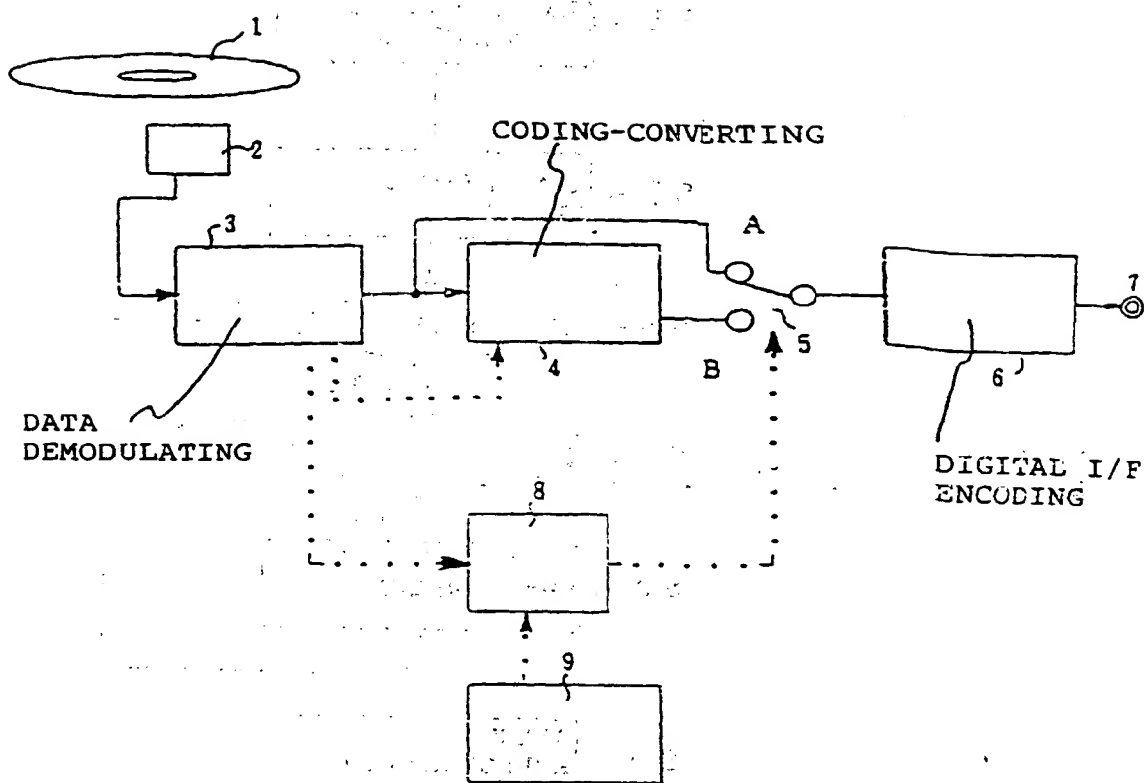 1
CODING-CONVERTING
2
A
3
7
5
4
B
6
DATA
DEMODULATING
DIGITAL I/F
ENCODING
8
9